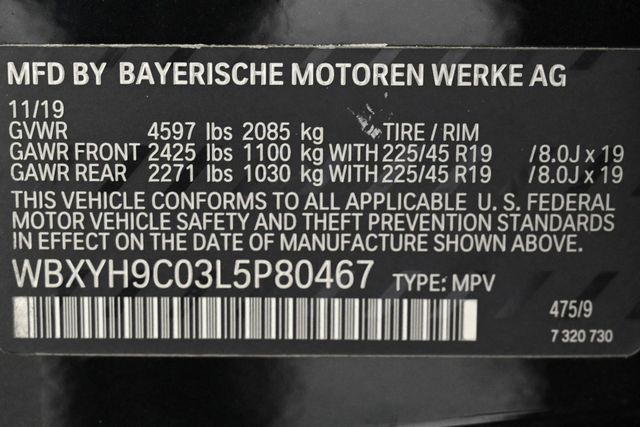 MFD BY BAYERISCHE MOTOREN WERKE AG
11/19
GVWR 4597 lbs 2085 kg TIRE / RIM
GAWR FRONT 2425 lbs 1100 kg WITH 225/45 R19 /8.0J x 19
GAWR REAR 2271 lbs 1030 kg WITH 225/45 R19 /8.0J x 19
THIS VEHICLE CONFORMS TO ALL APPLICABLE U. S. FEDERAL
MOTOR VEHICLE SAFETY AND THEFT PREVENTION STANDARDS
IN EFFECT ON THE DATE OF MANUFACTURE SHOWN ABOVE.
WBXYH9C03L5P80467 TYPE: MPV
475/9
7 320 730